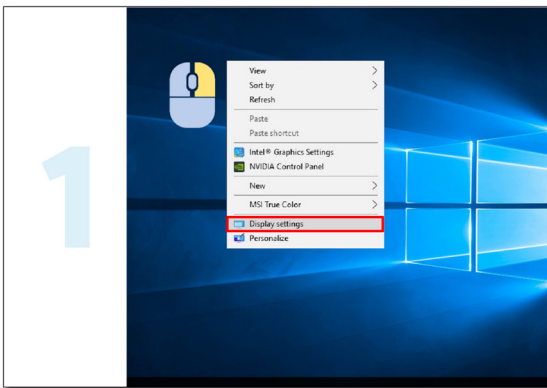 1
View
Sort by
Refresh
Paste
Paste shortcut
Intel® Graphics Settings
NVIDIA Control Panel
New
MSI True Color
Display settings
Personalize